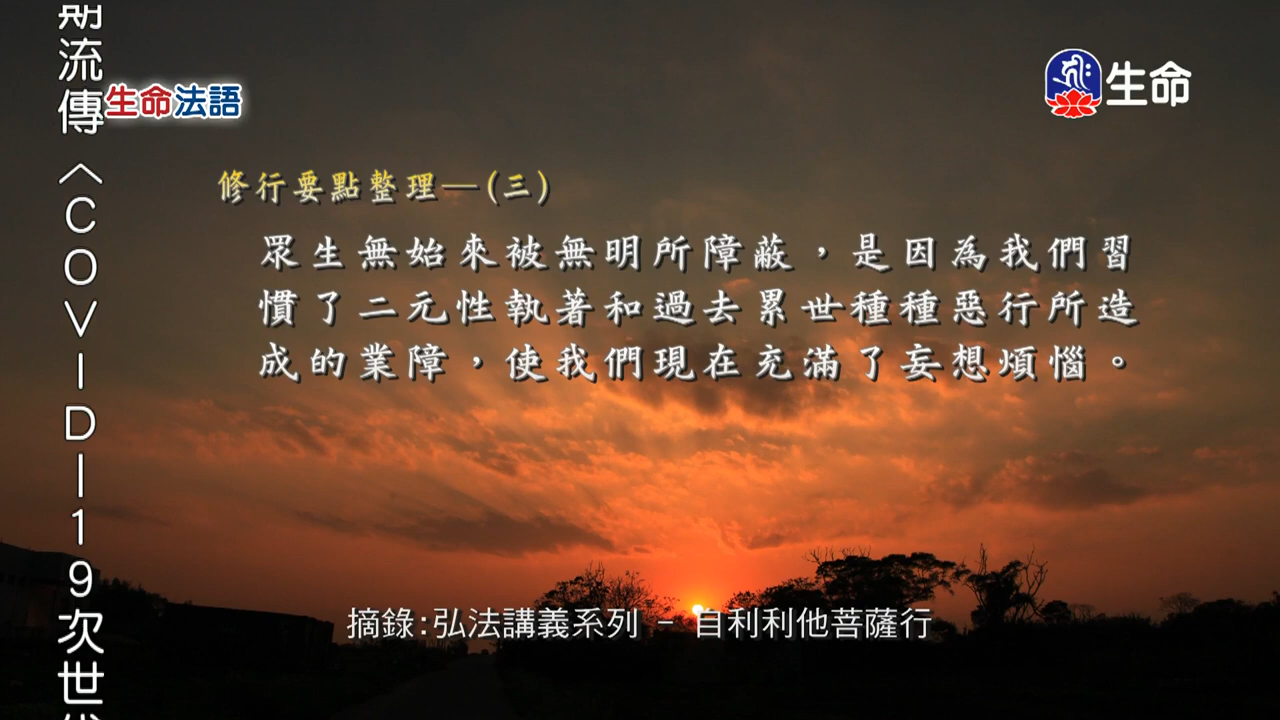 期流傳〈COVID–19次世代
生命法語
生命
修行要點整理—(三)
眾生無始來被無明所障蔽，是因為我們習
慣了二元性執著和過去累世種種惡行所造
成的業障，使我們現在充滿了妄想煩惱。
摘錄:弘法講義系列 - 自利利他菩薩行